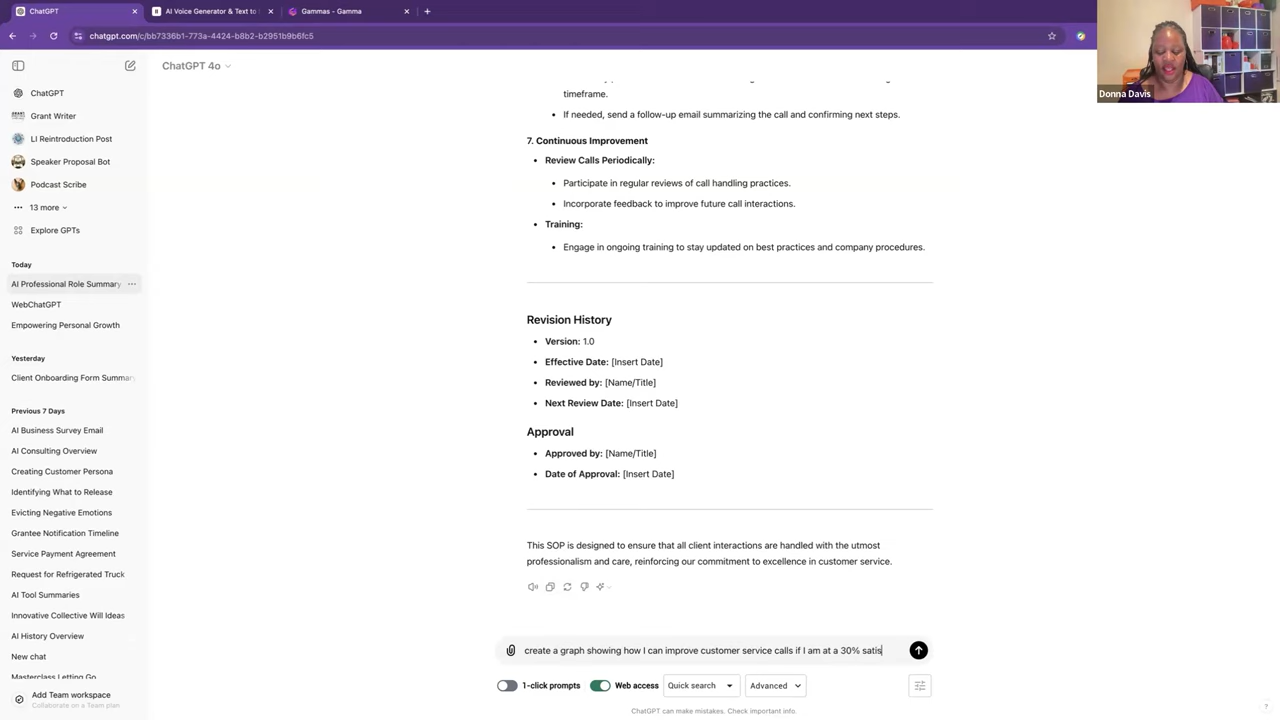 ChatGPT
AI Voice Generator & Text to
Gammas - Gamma
chatgpt.com/c/bb7336b1-773a-4424-b8b2-b2951b9b6fc5
Donna Davis
ChatGPT 4o
ChatGPT
Grant Writer
LI Reintroduction Post
Speaker Proposal Bot
Podcast Scribe
13 more
Explore GPTs
Today
AI Professional Role Summary
WebChatGPT
Empowering Personal Growth
Yesterday
Client Onboarding Form Summar
Previous 7 Days
AI Business Survey Email
AI Consulting Overview
Creating Customer Persona
Identifying What to Release
Evicting Negative Emotions
Grantee Notification Timeline
Service Payment Agreement
Request for Refrigerated Truck
AI Tool Summaries
Innovative Collective Will Ideas
AI History Overview
New chat
Mastermind Letting Go
Add Team workspace
Collaborate on a Team plan
timeframe.
• If needed, send a follow-up email summarizing the call and confirming next steps.
7. Continuous Improvement
• Review Calls Periodically:
• Participate in regular reviews of call handling practices.
• Incorporate feedback to improve future call interactions.
• Training:
• Engage in ongoing training to stay updated on best practices and company procedures.
Revision History
• Version: 1.0
• Effective Date: [Insert Date]
• Reviewed by: [Name/Title]
• Next Review Date: [Insert Date]
Approval
• Approved by: [Name/Title]
• Date of Approval: [Insert Date]
This SOP is designed to ensure that all client interactions are handled with the utmost
professionalism and care, reinforcing our commitment to excellence in customer service.
create a graph showing how I can improve customer service calls if I am at a 30% satis
1-click prompts
Web access
Quick search
Advanced
ChatGPT can make mistakes. Check important info.
?